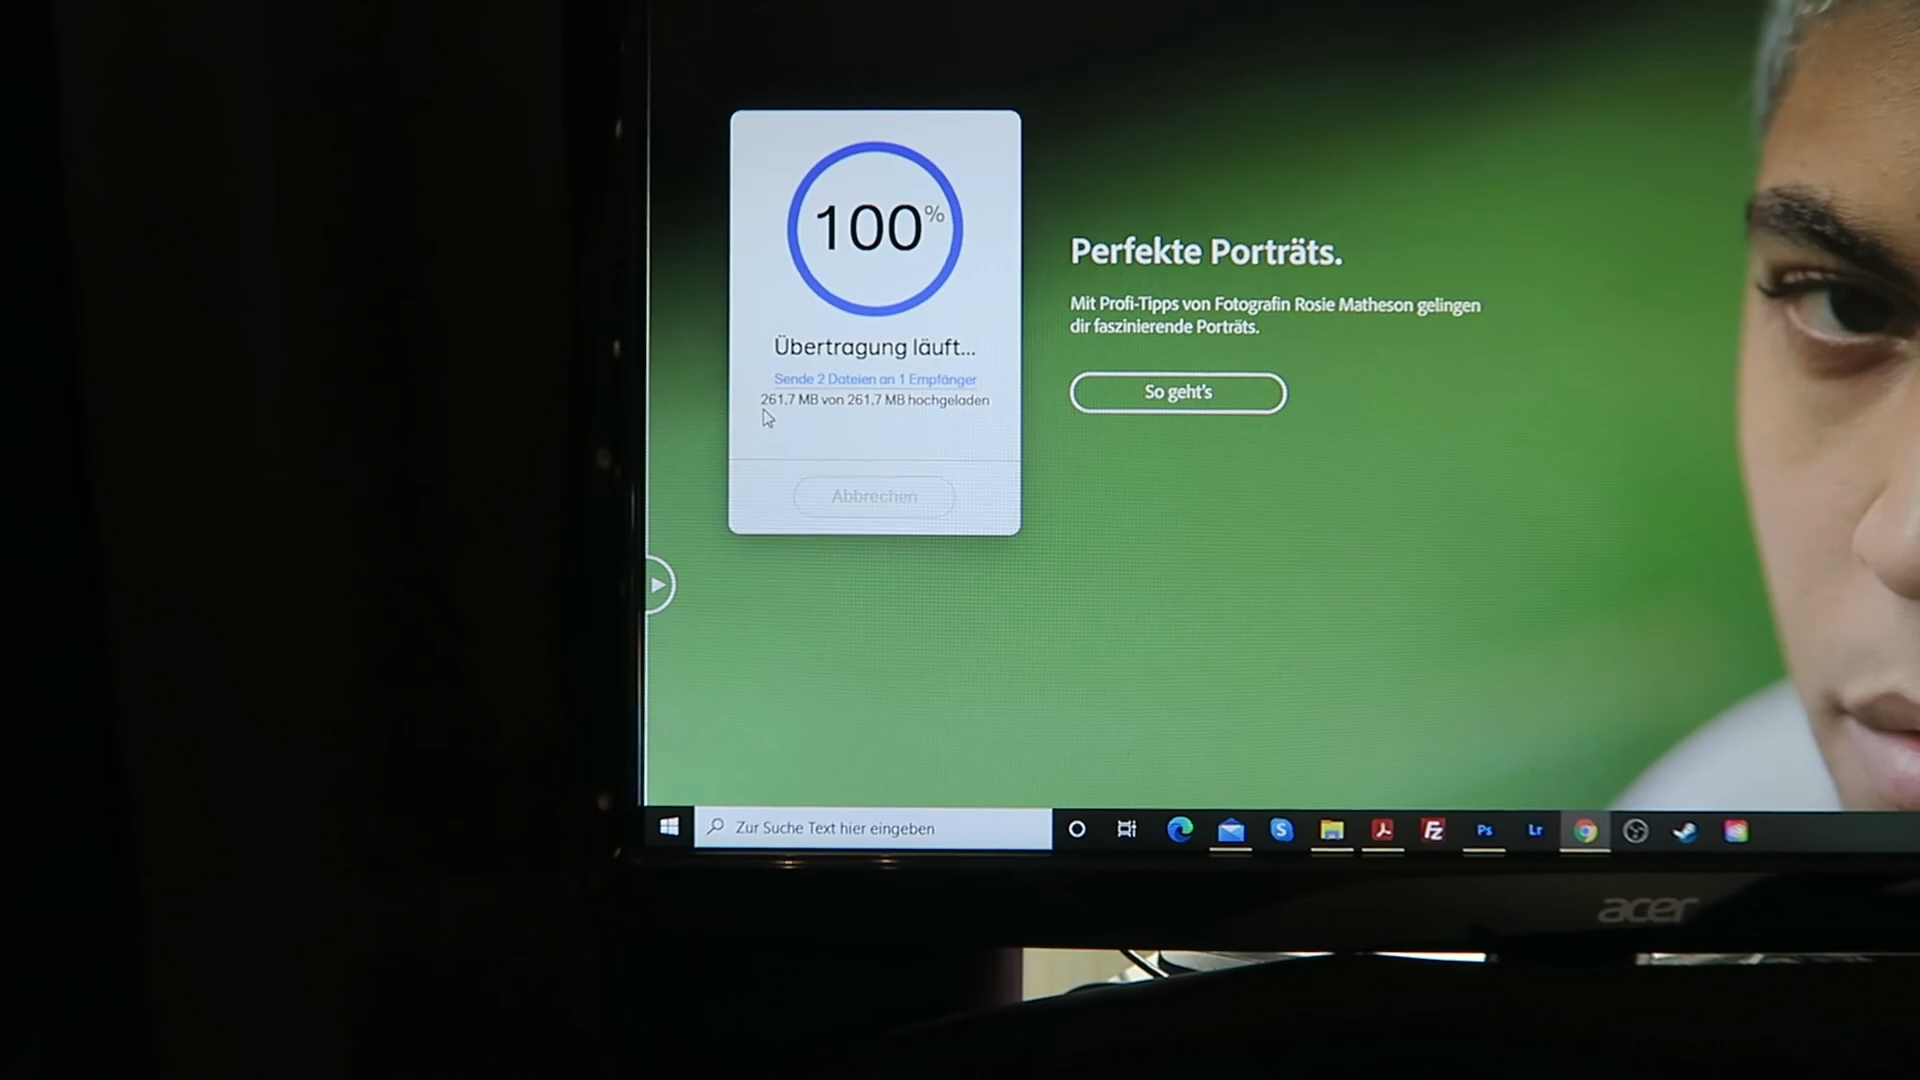 100%
Übertragung läuft...
Sende 2 Dateien an 1 Empfänger
261,7 MB von 261,7 MB hochgeladen
Abbrechen
Perfekte Porträts.
Mit Profi-Tipps von Fotografin Rosie Matheson gelingen
dir faszinierende Porträts.
So geht's
Zur Suche Text hier eingeben
S
Fz
Ps
Lr
acer